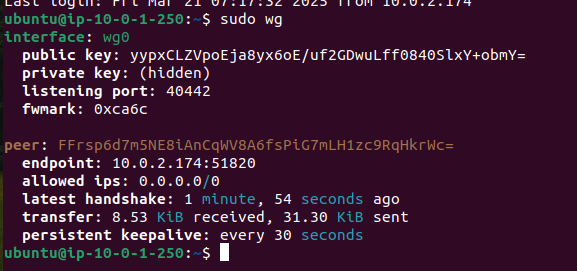 Last login: Fri Mar 21 07:17:32 2025 from 10.0.2.174
ubuntu@ip-10-0-1-250:~$ sudo wg
interface: wg0
  public key: yypxCLZVpoEja8yx6oE/uf2GDwuLff0840SlxY+obmY=
  private key: (hidden)
  listening port: 40442
  fwmark: 0xca6c

peer: FFrsp6d7m5NE8iAnCqWV8A6fsPiG7mLH1zc9RqHkrWc=
  endpoint: 10.0.2.174:51820
  allowed ips: 0.0.0.0/0
  latest handshake: 1 minute, 54 seconds ago
  transfer: 8.53 KiB received, 31.30 KiB sent
  persistent keepalive: every 30 seconds
ubuntu@ip-10-0-1-250:~$